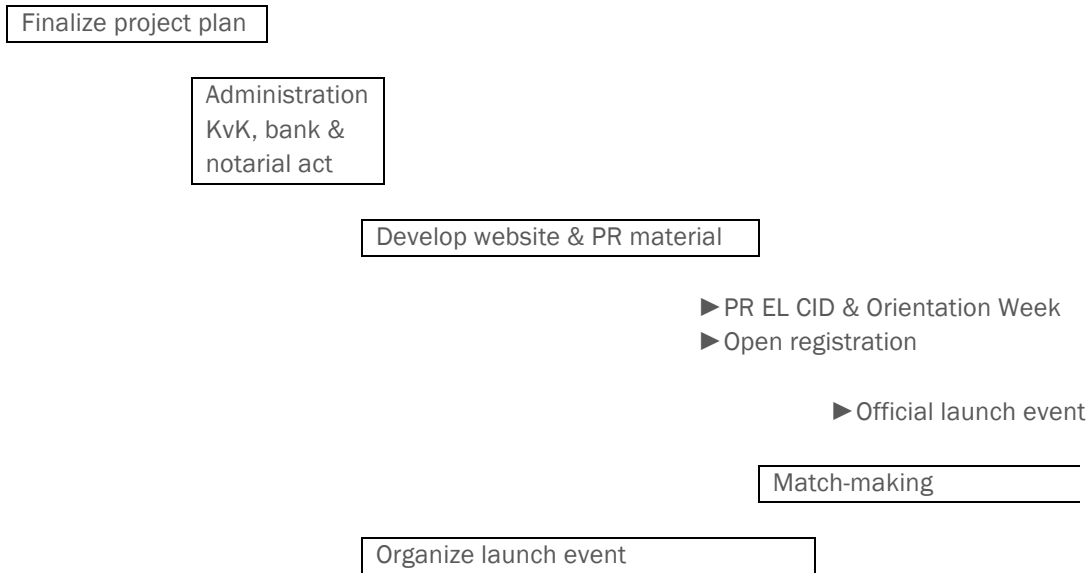 Finalize project plan
Administration
KvK, bank &
notarial act
Develop website & PR material
►PR EL CID & Orientation Week
►Open registration
►Official launch event
Match-making
Organize launch event